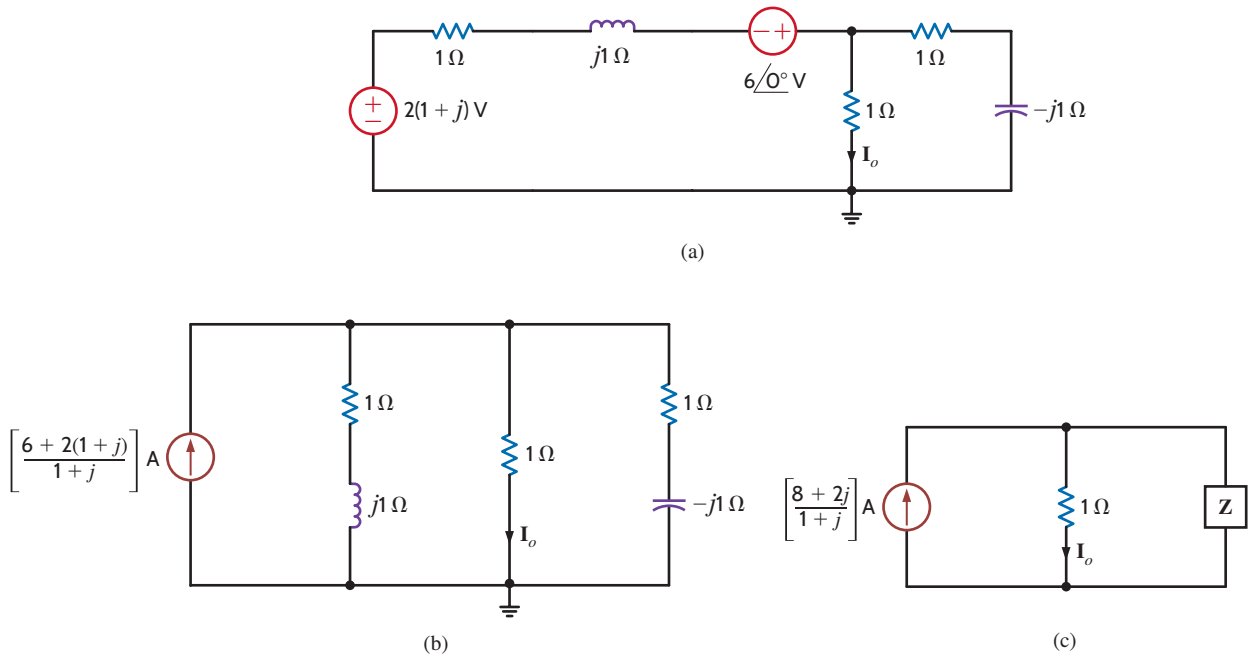 1 Ω
j1 Ω
− +
6/0° V
1 Ω
+
−
2(1 + j) V
1 Ω
−j1 Ω
I_o
(a)
[6 + 2(1 + j) / 1 + j] A
1 Ω
j1 Ω
1 Ω
I_o
1 Ω
−j1 Ω
(b)
[8 + 2j / 1 + j] A
1 Ω
I_o
Z
(c)